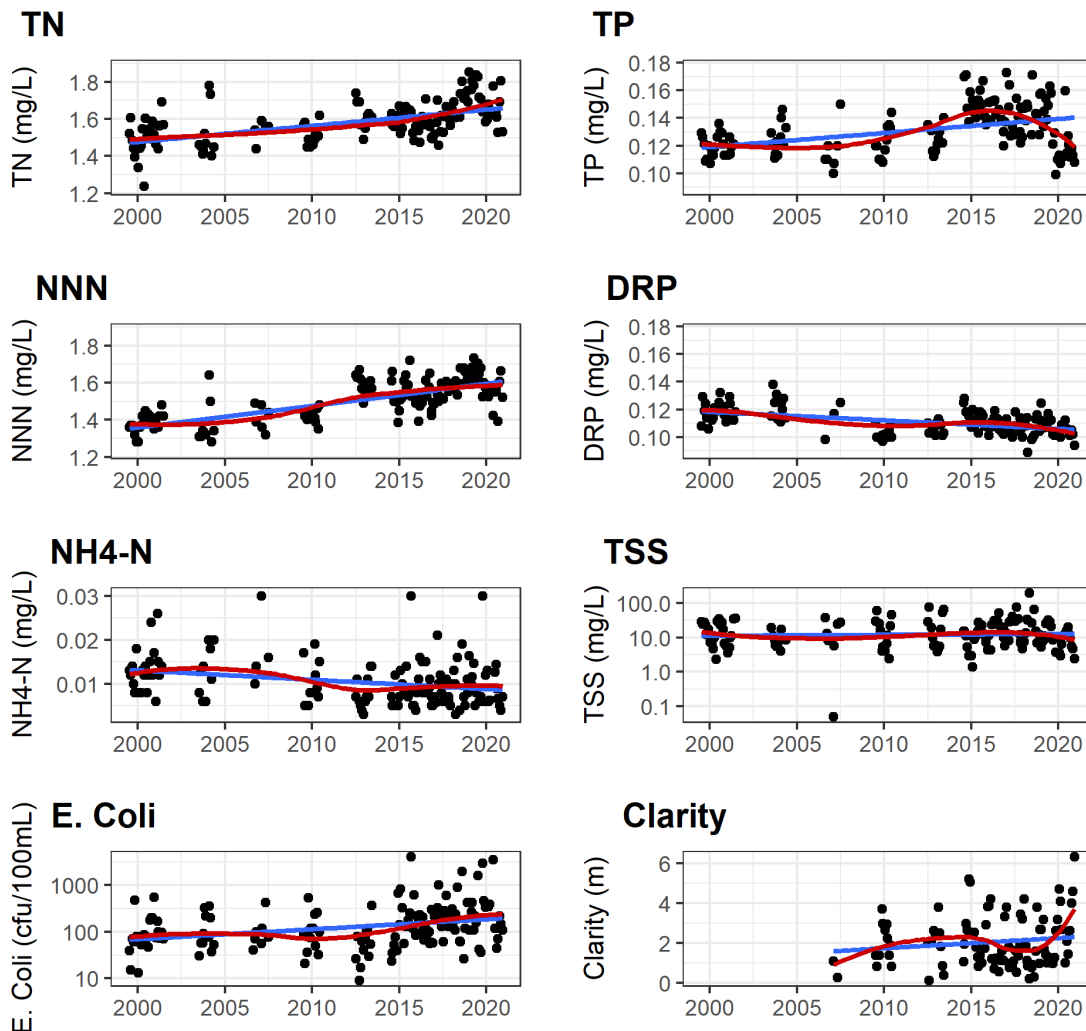 TN
TN (mg/L)
1.8
1.6
1.4
1.2
2000 2005 2010 2015 2020
TP
TP (mg/L)
0.18
0.16
0.14
0.12
0.10
2000 2005 2010 2015 2020
NNN
NNN (mg/L)
1.8
1.6
1.4
1.2
2000 2005 2010 2015 2020
DRP
DRP (mg/L)
0.18
0.16
0.14
0.12
0.10
2000 2005 2010 2015 2020
NH4-N
NH4-N (mg/L)
0.03
0.02
0.01
2000 2005 2010 2015 2020
TSS
TSS (mg/L)
100.0
10.0
1.0
0.1
2000 2005 2010 2015 2020
E. Coli
E. Coli (cfu/100mL)
1000
100
10
2000 2005 2010 2015 2020
Clarity
Clarity (m)
6
4
2
0
2000 2005 2010 2015 2020